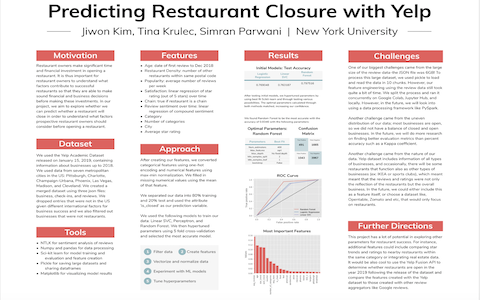 Predicting Restaurant Closure with Yelp
Jiwon Kim, Tina Krulec, Simran Parwani | New York University
Motivation
Restaurant owners make significant time
and financial investment in opening a
restaurant. It is thus important for
restaurant owners to understand what
factors contribute to successful
restaurants so that they are able to make
sound financial and business decisions
before making these investments. In our
project, we aim to explore whether we
can predict whether a restaurant will
close in order to understand what factors
prospective restaurant owners should
consider before opening a restaurant.
Dataset
We used the Yelp Academic Dataset
released on January 15, 2019, containing
information about businesses up to 2018.
We used data from seven metropolitan
cities in the US: Pittsburgh, Charlotte,
Champaign-Urbana, Phoenix, Las Vegas,
Madison, and Cleveland. We created a
merged dataset using three json files:
business, check-ins, and reviews. We
dropped entries that were not in the US
given different international factors for
business success and we also filtered out
businesses that were not restaurants.
Tools
NTLK for sentiment analysis of reviews
Numpy and pandas for data processing
Sci-kit learn for model training and
evaluation and feature creation
Pickle for saving large datasets and
sharing dataframes
Matplotlib for visualizing model results
Features
Age: date of first review to Dec 2018
Restaurant Density: number of other
restaurants within same postal code
Popularity: average number of reviews
per week
Satisfaction: linear regression of star
rating (out of 5 stars) over time
Chain: true if restaurant is a chain
Review sentiment over time: linear
regression of compound sentiment
Category
Number of categories
City
Average star rating
Approach
After creating our features, we converted
categorical features using one-hot
encoding and numerical features using
min-max normalization. We filled in
missing numerical values using the mean
of that feature.
We separated our data into 80% training
and 20% test and used the attribute
'is_closed' as our prediction variable.
We used the following models to train our
data: Linear SVC, Perceptron, and
Random Forest. We then hypertuned
parameters using 3 fold cross validation
and selected the most accurate model.
1 Filter data
2 Create features
3 Vectorize and normalize data
4 Experiment with ML models
5 Tune hyperparameters
Results
Initial Models: Test Accuracy
Optimal Parameters:
Random Forest
Confusion
Matrix
ROC Curve
Most Important Features
Challenges
One of our biggest challenges came from the large
size of the review data (the JSON file was 5GB)! To
process this large dataset, we used pickle to load
and read the data in 50 chunks. However, our
feature engineering using the review data still took
quite a bit of time. We split the process and ran it
concurrently on Google Colab, Jupyter Hub, and
locally. However, in the future, we will look into
using a data processing framework like PySpark.
Another challenge came from the uneven
distribution of our data; most businesses are open,
so we did not have a balance of closed and open
businesses. In the future, we will do more research
on finding better evaluation metrics than percent
accuracy such as a Kappa coefficient.
Another challenge came from the nature of our
data. Yelp dataset includes information of all types
of businesses, and occasionally, there will be some
restaurants that function also as other types of
businesses (ex: IKEA or sports clubs), which meant
meant that the reviews and ratings were not only
the reflection of the restaurants but the overall
business. In the future, we could either include this
as a feature itself, or choose a dataset like
Opentable, Zomato and etc, that would only focus
on restaurants.
Further Directions
This project has a lot of potential in exploring other
parameters for restaurant success. For instance,
additional features could include comparing star
trends and ratings to nearby restaurants within the
same category or integrating real estate data.
It would be also cool to use the Yelp Fusion API to
determine whether restaurants are open in the
year 2019 following the release of the dataset and
compare the features created with the Yelp
dataset to those created with other review
aggregators like Google reviews.